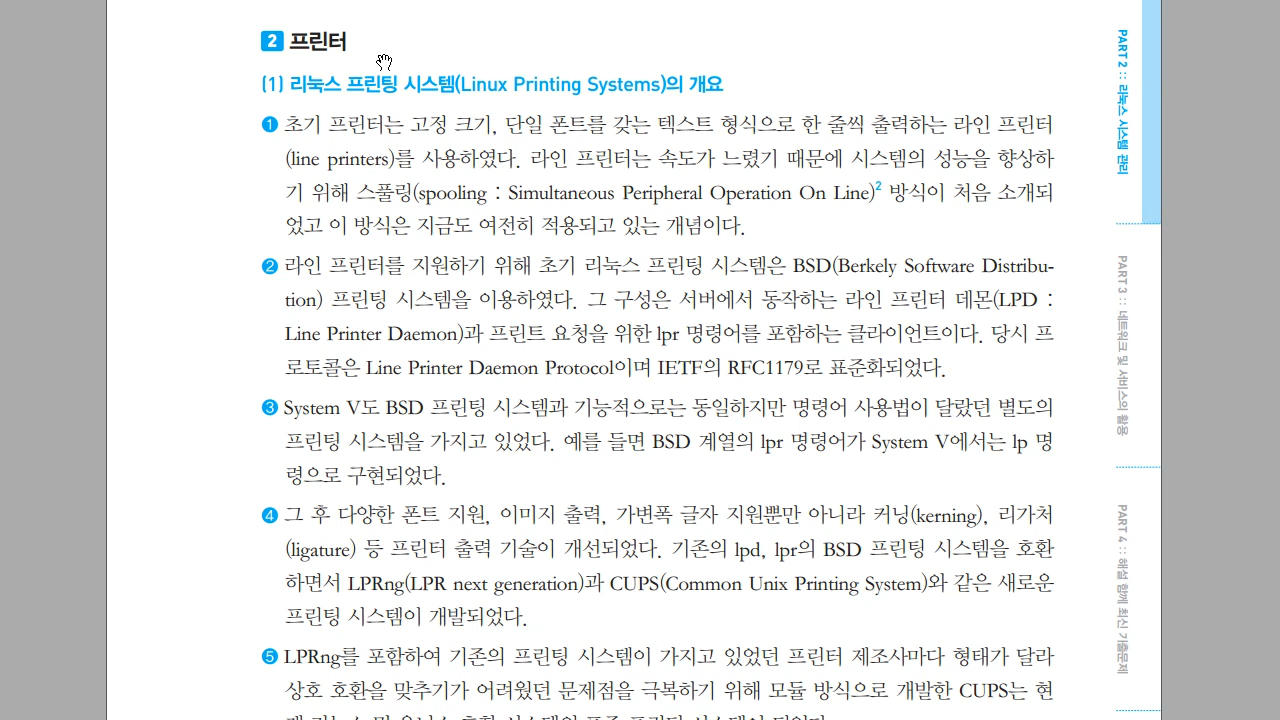 2 프린터
(1) 리눅스 프린팅 시스템(Linux Printing Systems)의 개요
❶ 초기 프린터는 고정 크기, 단일 폰트를 갖는 텍스트 형식으로 한 줄씩 출력하는 라인 프린터
(line printers)를 사용하였다. 라인 프린터는 속도가 느렸기 때문에 시스템의 성능을 향상하
기 위해 스풀링(spooling : Simultaneous Peripheral Operation On Line)2 방식이 처음 소개되
었고 이 방식은 지금도 여전히 적용되고 있는 개념이다.
❷ 라인 프린터를 지원하기 위해 초기 리눅스 프린팅 시스템은 BSD(Berkely Software Distribu-
tion) 프린팅 시스템을 이용하였다. 그 구성은 서버에서 동작하는 라인 프린터 데몬(LPD :
Line Printer Daemon)과 프린트 요청을 위한 lpr 명령어를 포함하는 클라이언트이다. 당시 프
로토콜은 Line Printer Daemon Protocol이며 IETF의 RFC1179로 표준화되었다.
❸ System V도 BSD 프린팅 시스템과 기능적으로는 동일하지만 명령어 사용법이 달랐던 별도의
프린팅 시스템을 가지고 있었다. 예를 들면 BSD 계열의 lpr 명령어가 System V에서는 lp 명
령으로 구현되었다.
❹ 그 후 다양한 폰트 지원, 이미지 출력, 가변폭 글자 지원뿐만 아니라 커닝(kerning), 리가처
(ligature) 등 프린터 출력 기술이 개선되었다. 기존의 lpd, lpr의 BSD 프린팅 시스템을 호환
하면서 LPRng(LPR next generation)과 CUPS(Common Unix Printing System)와 같은 새로운
프린팅 시스템이 개발되었다.
❺ LPRng를 포함하여 기존의 프린팅 시스템이 가지고 있었던 프린터 제조사마다 형태가 달라
상호 호환을 맞추기가 어려웠던 문제점을 극복하기 위해 모듈 방식으로 개발한 CUPS는 현
PART 2 :: 리눅스 시스템 관리
PART 3 :: 네트워크 및 서비스의 활용
PART 4 :: 해설 함께 최신 기출문제